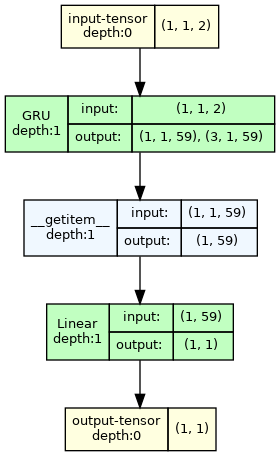 input-tensor
depth:0
(1, 1, 2)
GRU
depth:1
input:
(1, 1, 2)
output:
(1, 1, 59), (3, 1, 59)
__getitem__
depth:1
input:
(1, 1, 59)
output:
(1, 59)
Linear
depth:1
input:
(1, 59)
output:
(1, 1)
output-tensor
depth:0
(1, 1)